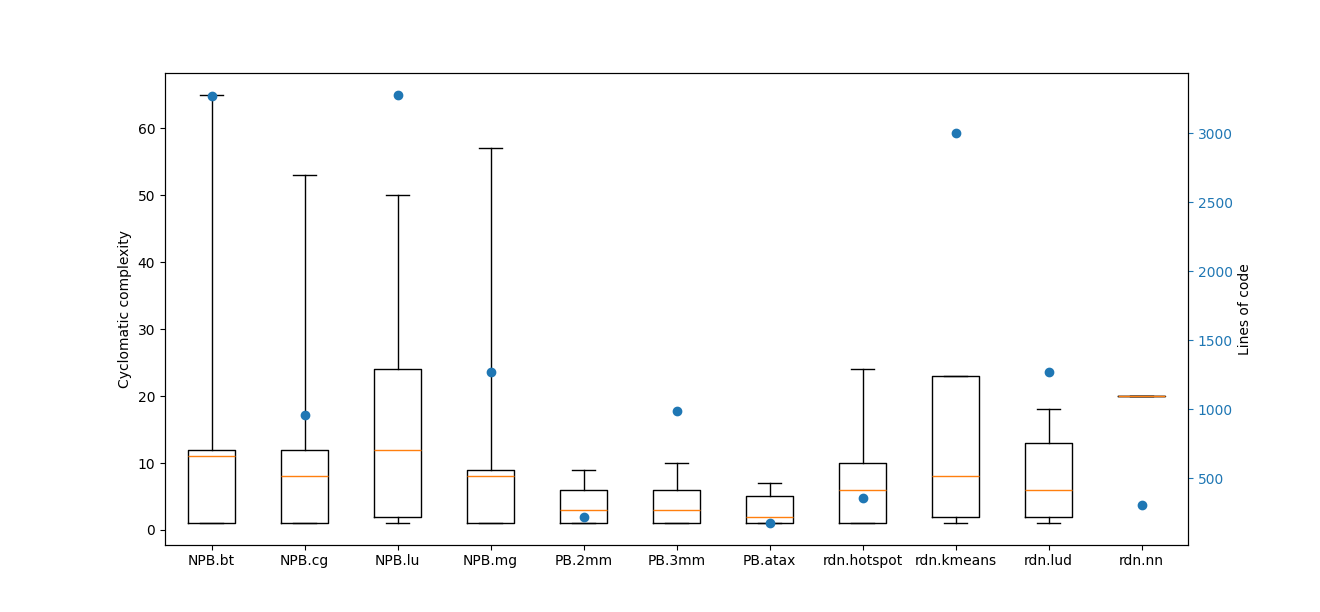 60
50
40
30
20
10
0
Cyclomatic complexity
3000
2500
2000
1500
1000
500
Lines of code
NPB.bt
NPB.cg
NPB.lu
NPB.mg
PB.2mm
PB.3mm
PB.atax
rdn.hotspot
rdn.kmeans
rdn.lud
rdn.nn